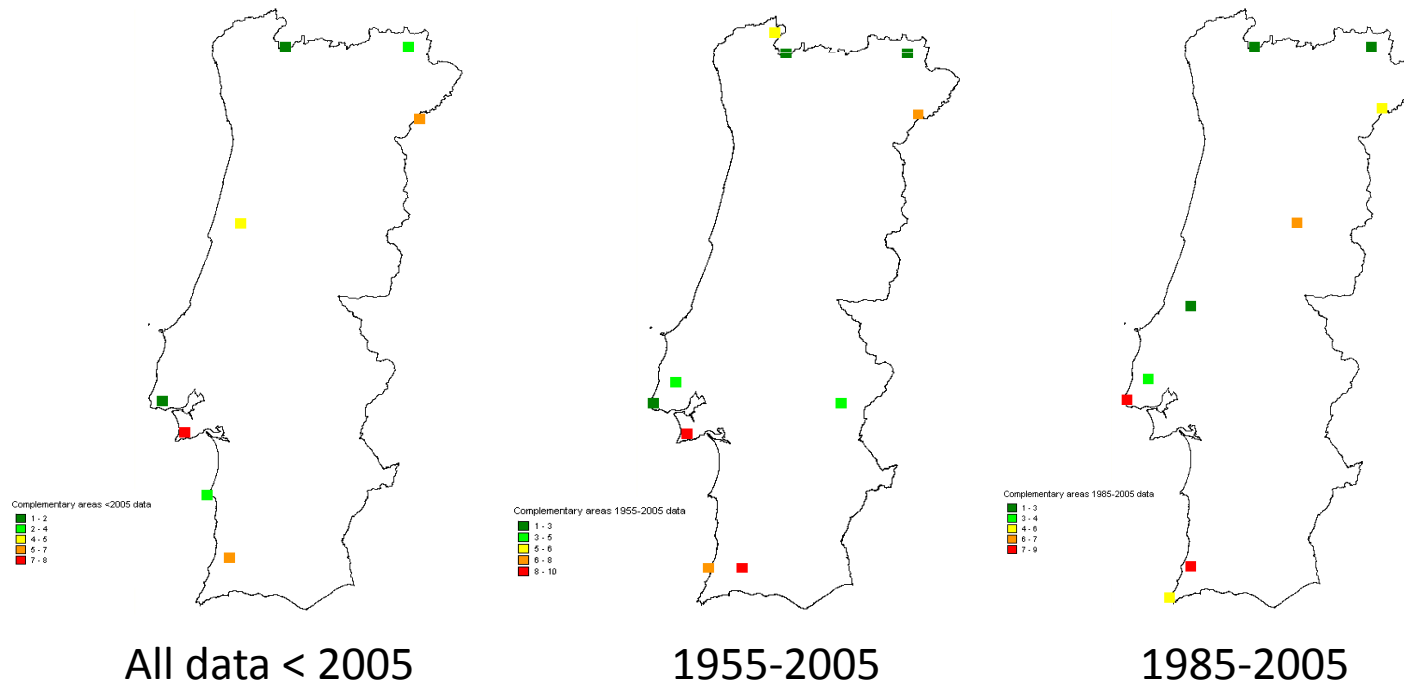 Complementary areas <2005 data
1 - 2
2 - 4
4 - 5
5 - 7
7 - 8
All data < 2005
Complementary areas 1955-2005 data
1 - 3
3 - 5
5 - 6
6 - 8
8 - 10
1955-2005
Complementary areas 1985-2005 data
1 - 3
3 - 4
4 - 6
6 - 7
7 - 9
1985-2005